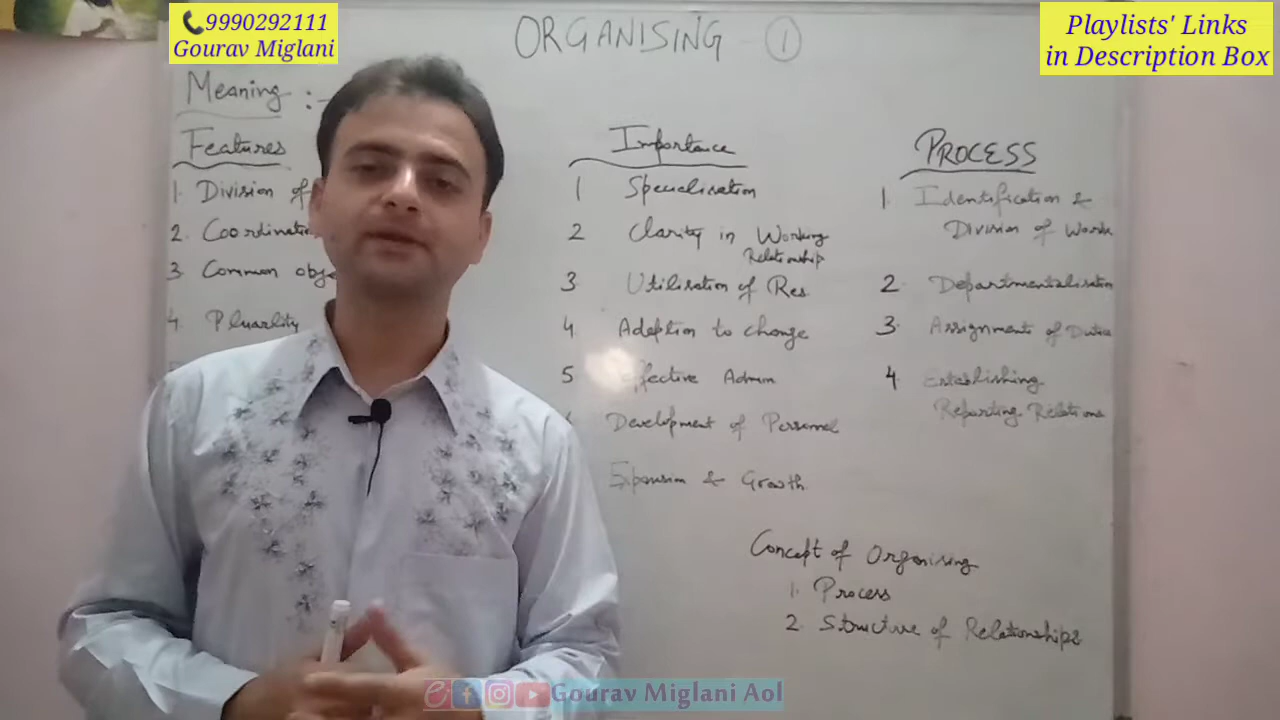 📞9990292111
Gourav Miglani
Playlists' Links
in Description Box
ORGANISING - 1
Meaning :-
Features
1. Division of
2. Coordination
3. Common obje
4. Plurality
Importance
1 Specialisation
2 Clarity in Working
Relationship
3 Utilisation of Res
4 Adaption to change
5 Effective Admn
Development of Personnel
Expansion & Growth
PROCESS
1. Identification &
Division of Work
2 Departmentalisation
3 Assignments of Duties
4 Establishing
Reporting Relations
Concept of Organising
1. Process
2 Structure of Relationships
Gourav Miglani Aol